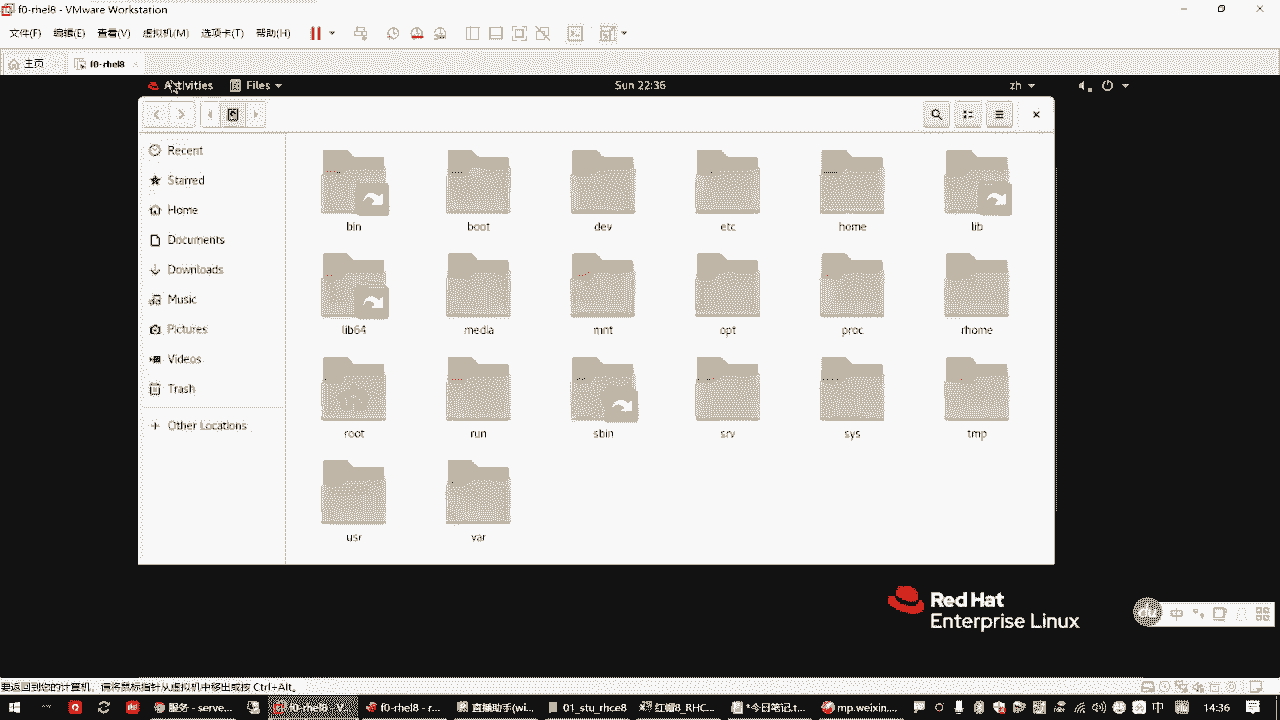 f0-rhel8 - VMware Workstation
文件(F) 编辑(E) 查看(V) 虚拟机(M) 选项卡(T) 帮助(H)
主页 f0-rhel8
Activities Files Sun 22:36 zh
Recent
Starred
Home
Documents
Downloads
Music
Pictures
Videos
Trash
Other Locations
bin boot dev etc home lib
lib64 media mnt opt proc rhome
root run sbin srv sys tmp
usr var
Red Hat
Enterprise Linux
要返回到您的计算机，请将鼠标指针从虚拟机中移出或按 Ctrl+Alt。
服务 - serve... f0-rhel8 -... f0-rhel8 - r... 直播助手(wi... 01_stu_rhce8 红帽8_RHC... *今日笔记.t... mp.weixin... 中 14:36